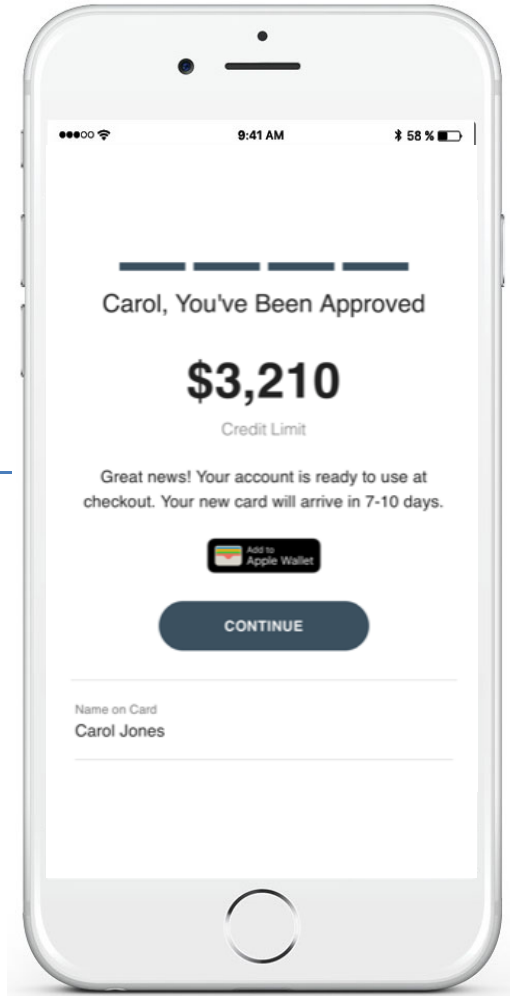 9:41 AM
58 %
Carol, You've Been Approved
$3,210
Credit Limit
Great news! Your account is ready to use at
checkout. Your new card will arrive in 7-10 days.
Add to
Apple Wallet
CONTINUE
Name on Card
Carol Jones